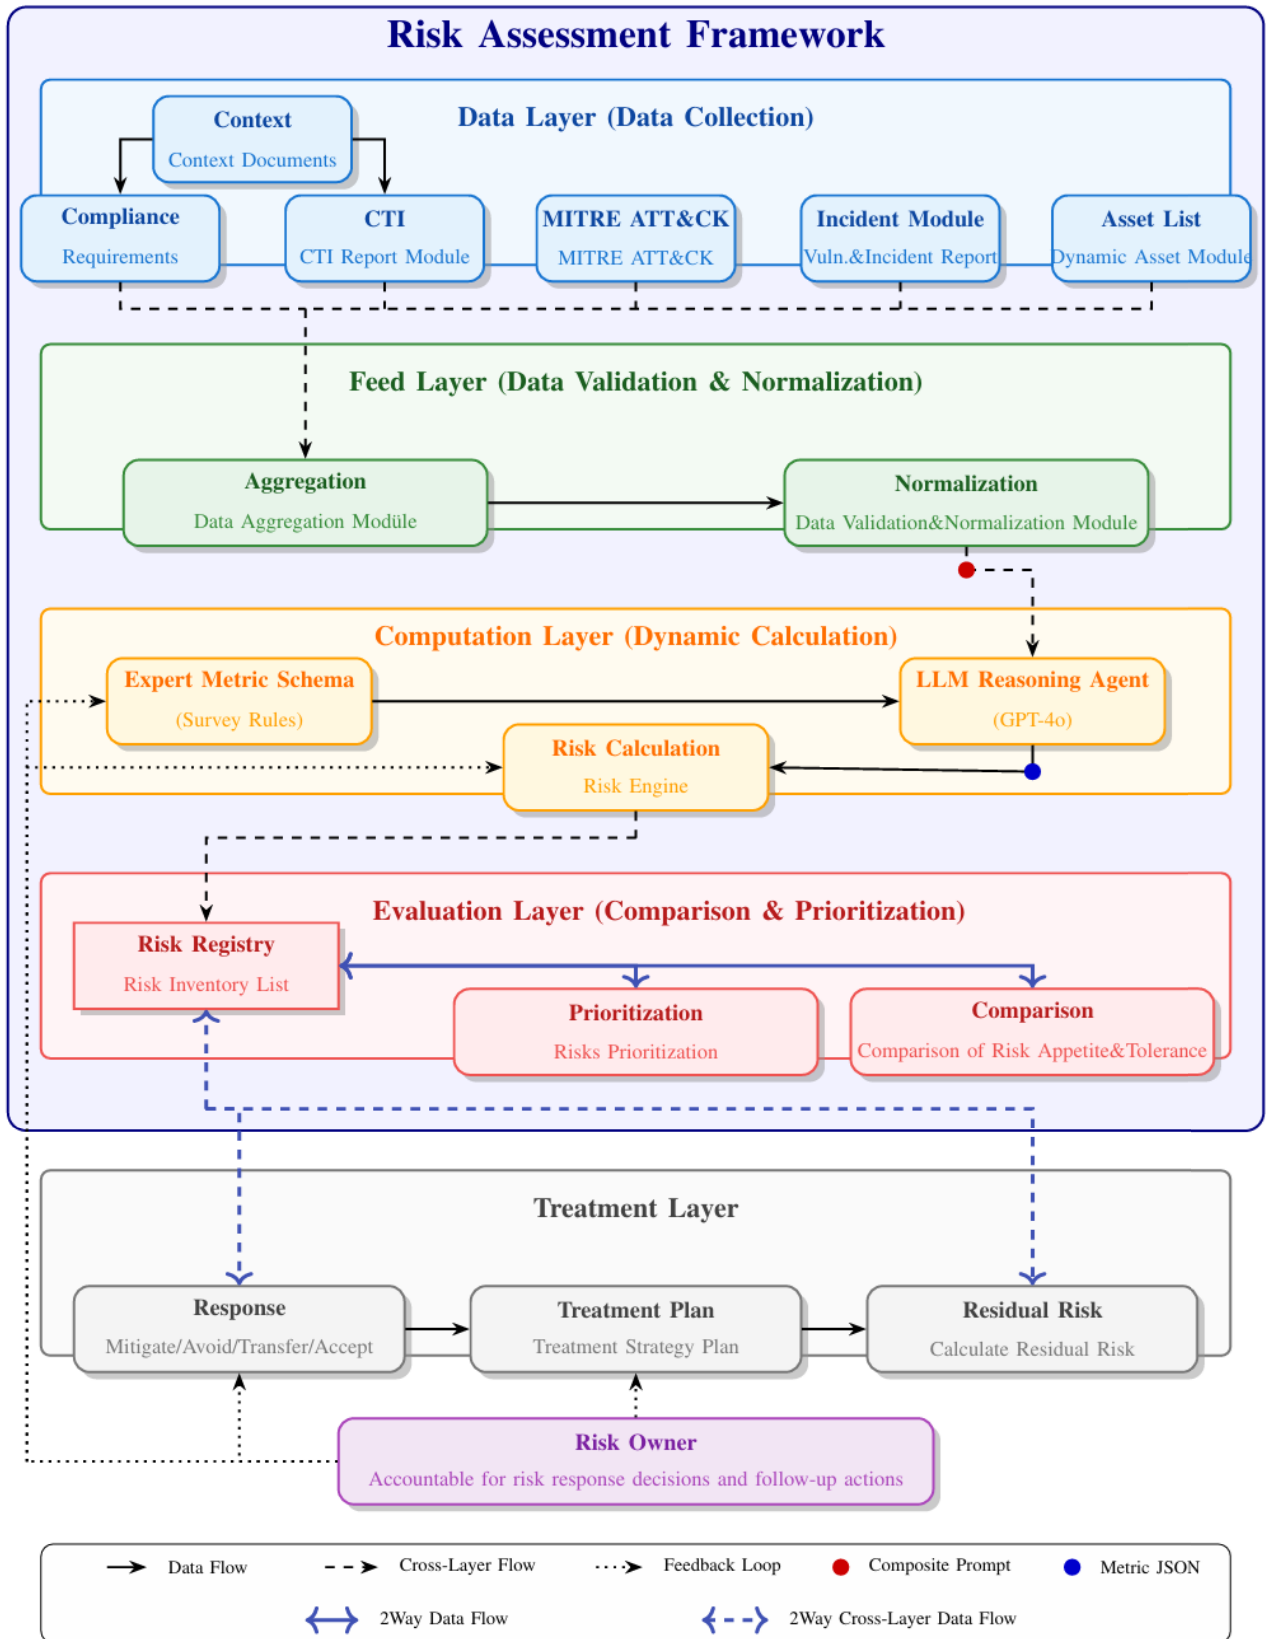 Risk Assessment Framework
Data Layer (Data Collection)
Context
Context Documents
Compliance
Requirements
CTI
CTI Report Module
MITRE ATT&CK
MITRE ATT&CK
Incident Module
Vuln.&Incident Report
Asset List
Dynamic Asset Module
Feed Layer (Data Validation & Normalization)
Aggregation
Data Aggregation Modüle
Normalization
Data Validation&Normalization Module
Computation Layer (Dynamic Calculation)
Expert Metric Schema
(Survey Rules)
LLM Reasoning Agent
(GPT-4o)
Risk Calculation
Risk Engine
Evaluation Layer (Comparison & Prioritization)
Risk Registry
Risk Inventory List
Prioritization
Risks Prioritization
Comparison
Comparison of Risk Appetite&Tolerance
Treatment Layer
Response
Mitigate/Avoid/Transfer/Accept
Treatment Plan
Treatment Strategy Plan
Residual Risk
Calculate Residual Risk
Risk Owner
Accountable for risk response decisions and follow-up actions
Data Flow
Cross-Layer Flow
Feedback Loop
Composite Prompt
Metric JSON
2Way Data Flow
2Way Cross-Layer Data Flow